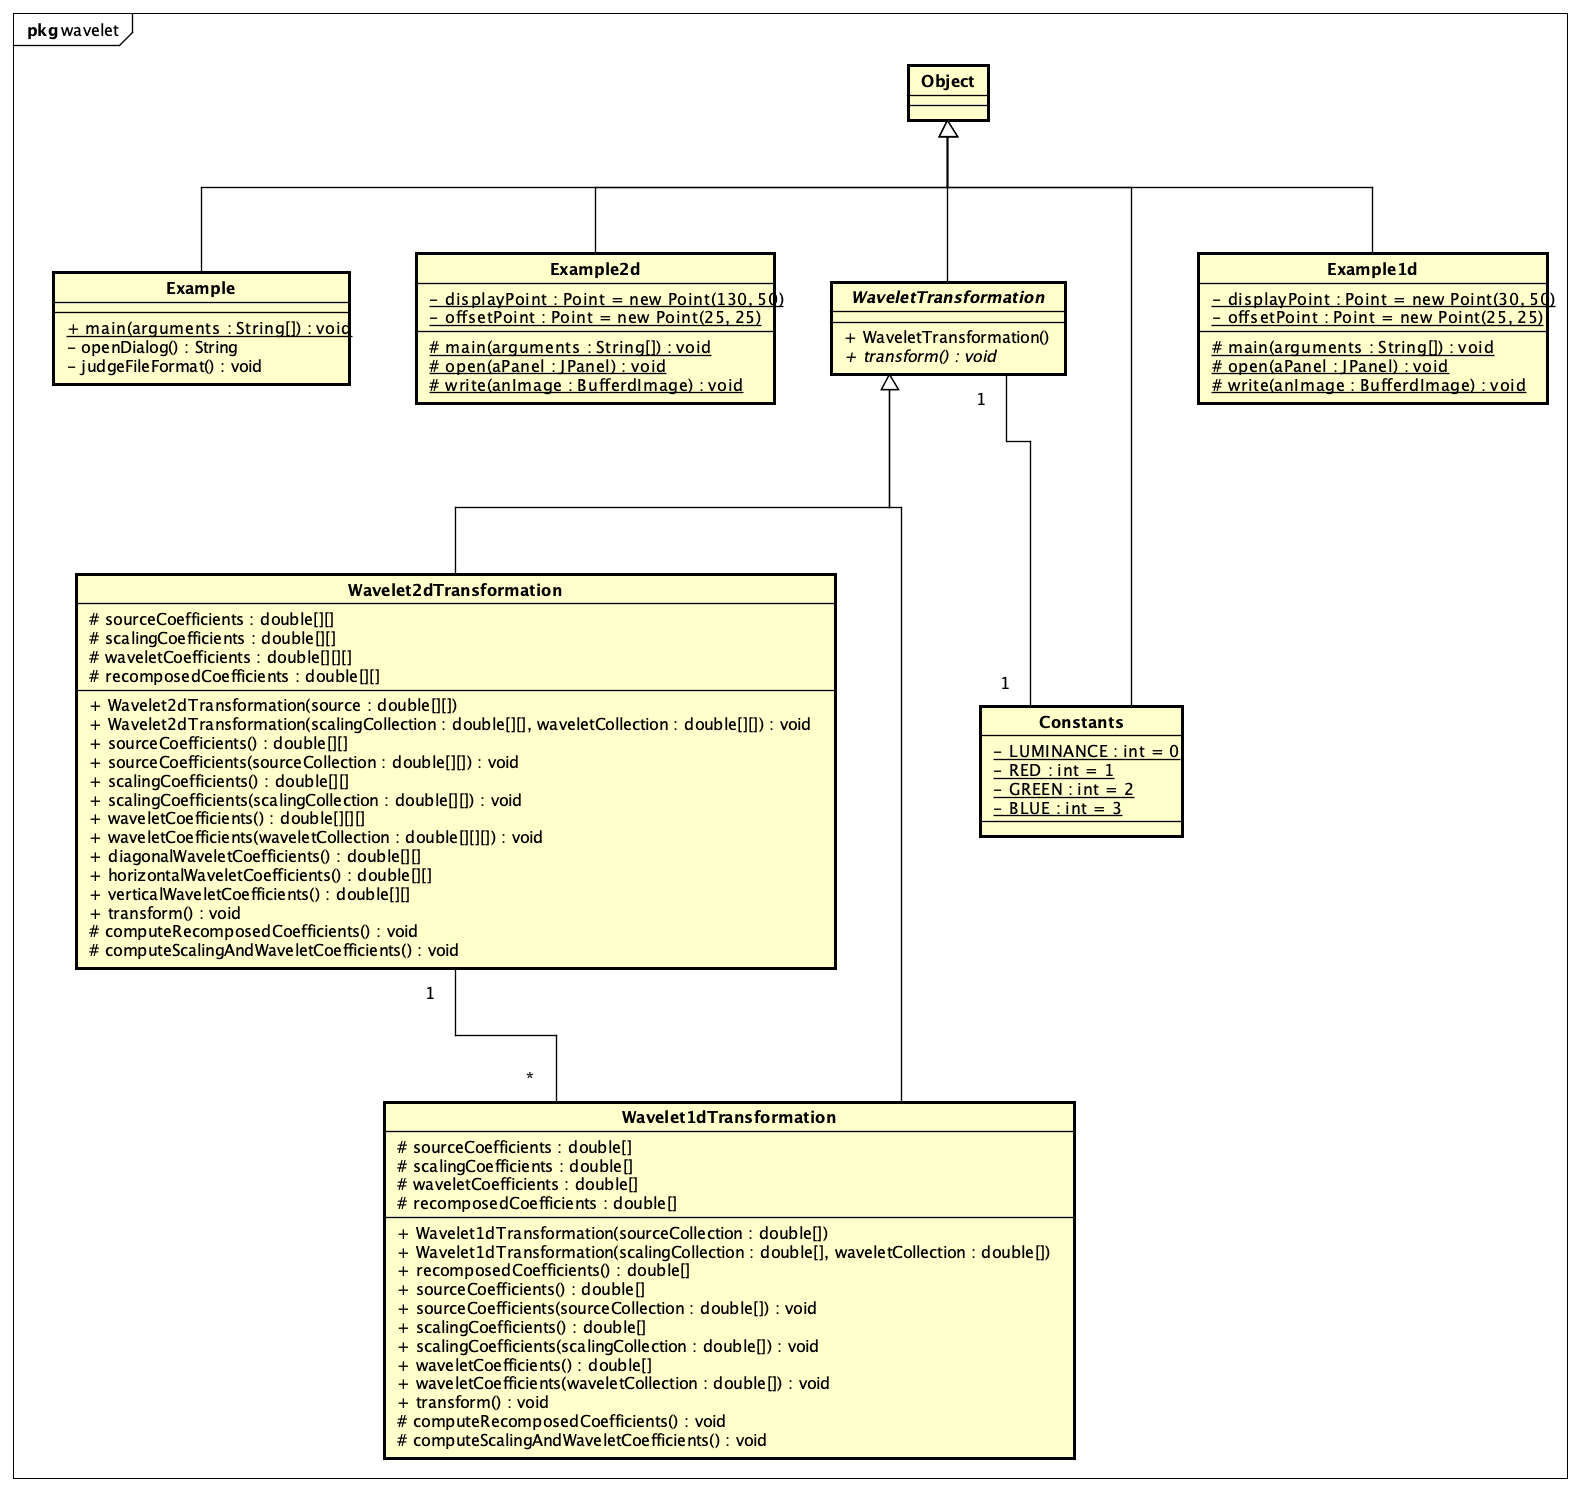 pkg wavelet
Object
Example
+ main(arguments : String[]) : void
- openDialog() : String
- judgeFileFormat() : void
Example2d
- displayPoint : Point = new Point(130, 50)
- offsetPoint : Point = new Point(25, 25)
# main(arguments : String[]) : void
# open(aPanel : JPanel) : void
# write(anImage : BufferdImage) : void
WaveletTransformation
+ WaveletTransformation()
+ transform() : void
Example1d
- displayPoint : Point = new Point(30, 50)
- offsetPoint : Point = new Point(25, 25)
# main(arguments : String[]) : void
# open(aPanel : JPanel) : void
# write(anImage : BufferdImage) : void
1
1
Wavelet2dTransformation
# sourceCoefficients : double[][]
# scalingCoefficients : double[][]
# waveletCoefficients : double[][][]
# recomposedCoefficients : double[][]
+ Wavelet2dTransformation(source : double[][])
+ Wavelet2dTransformation(scalingCollection : double[][], waveletCollection : double[][]) : void
+ sourceCoefficients() : double[][]
+ sourceCoefficients(sourceCollection : double[][]) : void
+ scalingCoefficients() : double[][]
+ scalingCoefficients(scalingCollection : double[][]) : void
+ waveletCoefficients() : double[][][]
+ waveletCoefficients(waveletCollection : double[][][]) : void
+ diagonalWaveletCoefficients() : double[][]
+ horizontalWaveletCoefficients() : double[][]
+ verticalWaveletCoefficients() : double[][]
+ transform() : void
# computeRecomposedCoefficients() : void
# computeScalingAndWaveletCoefficients() : void
Constants
- LUMINANCE : int = 0
- RED : int = 1
- GREEN : int = 2
- BLUE : int = 3
1
*
Wavelet1dTransformation
# sourceCoefficients : double[]
# scalingCoefficients : double[]
# waveletCoefficients : double[]
# recomposedCoefficients : double[]
+ Wavelet1dTransformation(sourceCollection : double[])
+ Wavelet1dTransformation(scalingCollection : double[], waveletCollection : double[])
+ recomposedCoefficients() : double[]
+ sourceCoefficients() : double[]
+ sourceCoefficients(sourceCollection : double[]) : void
+ scalingCoefficients() : double[]
+ scalingCoefficients(scalingCollection : double[]) : void
+ waveletCoefficients() : double[]
+ waveletCoefficients(waveletCollection : double[]) : void
+ transform() : void
# computeRecomposedCoefficients() : void
# computeScalingAndWaveletCoefficients() : void